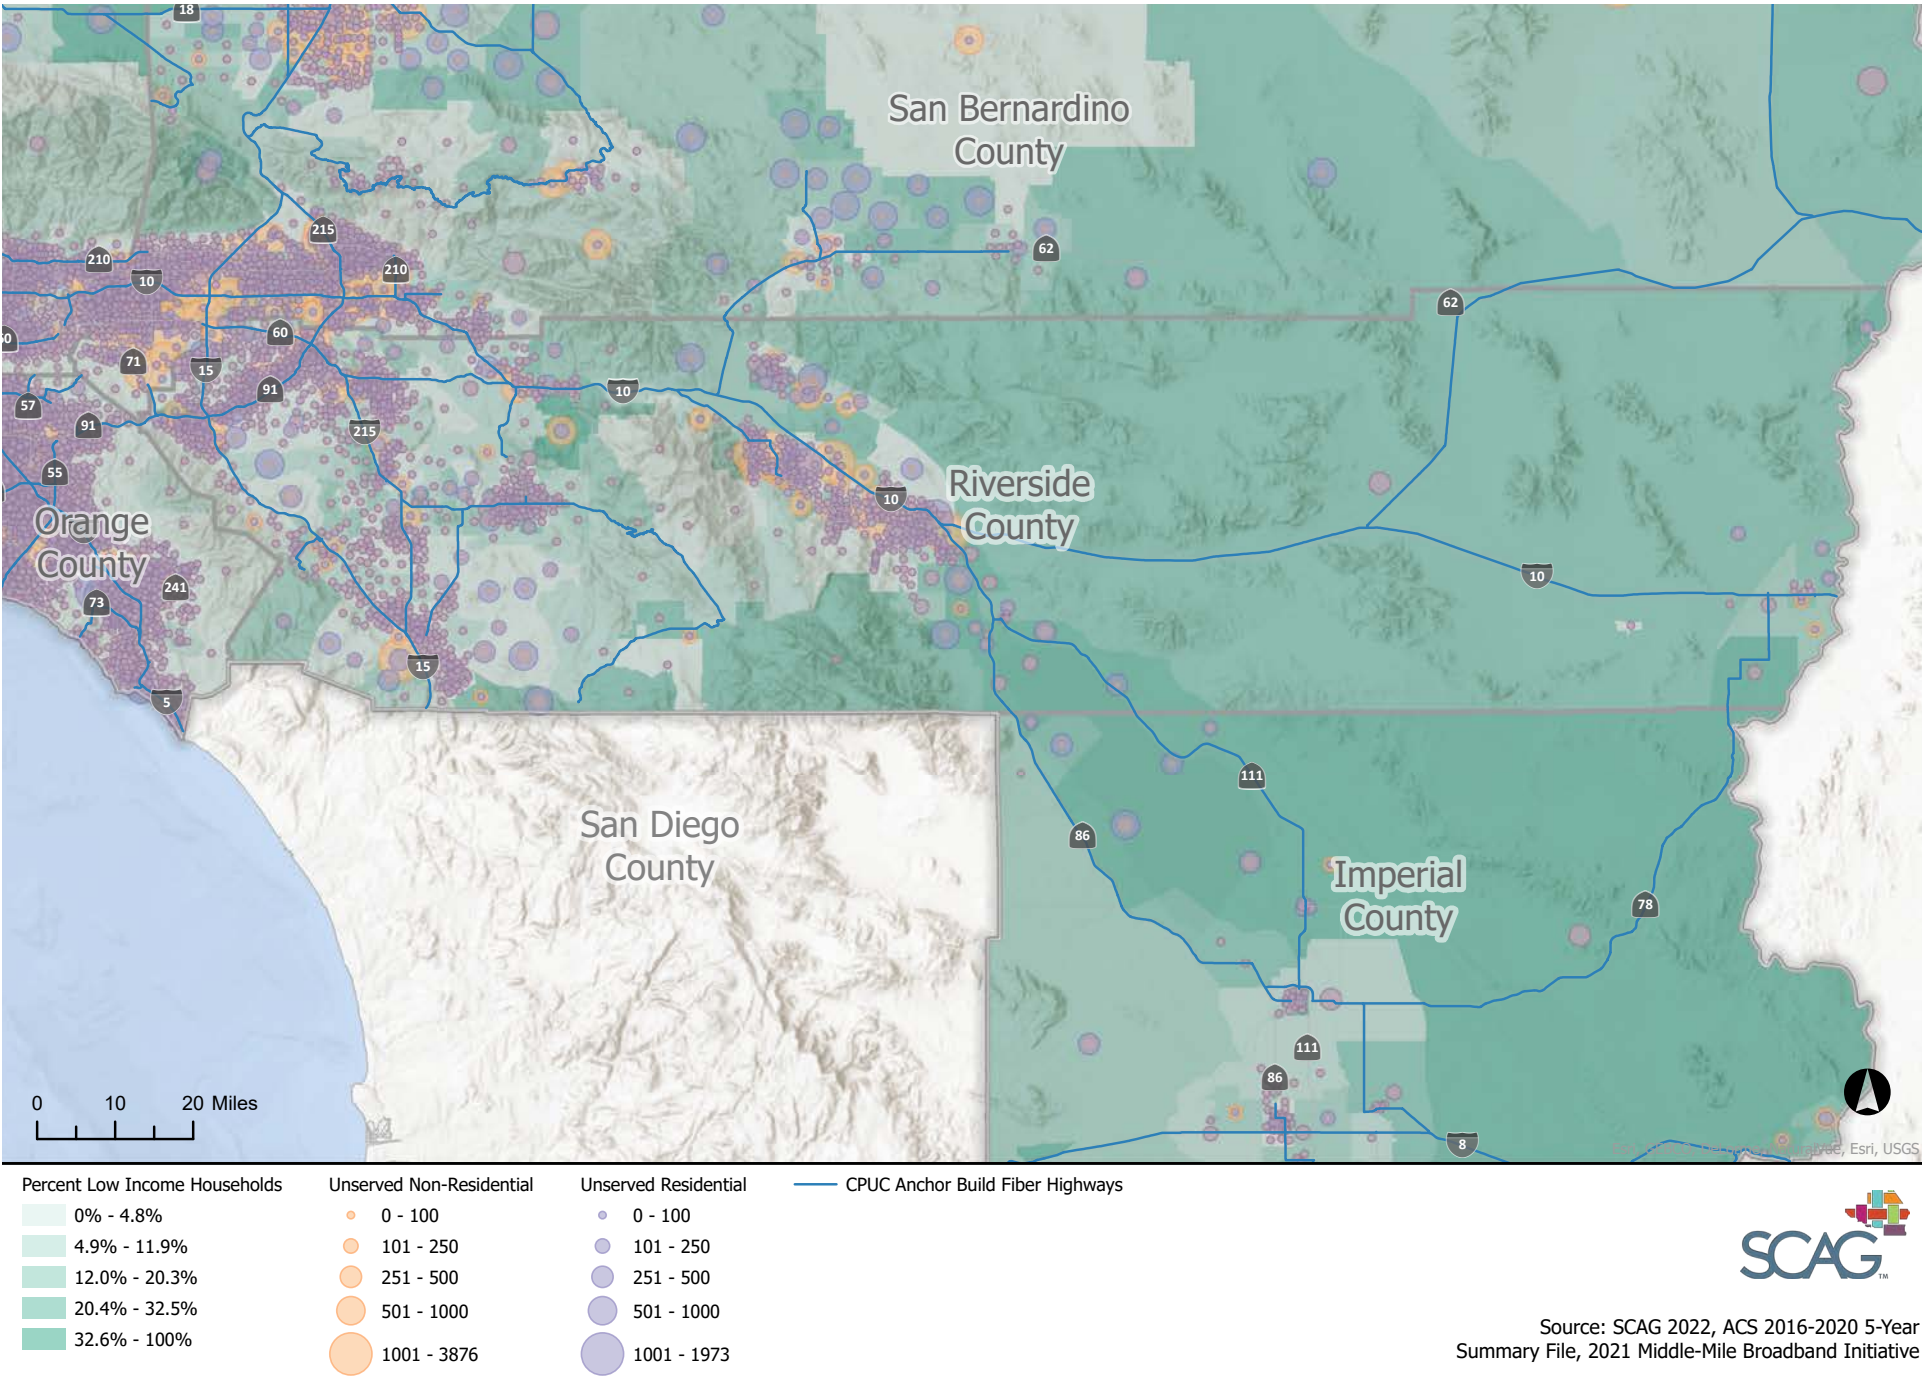 18
San Bernardino
County
215
210
210
10
62
62
60
71
15
10
57
91
91
215
55
10
Riverside
County
Orange
County
241
10
73
15
5
111
San Diego
County
86
Imperial
County
78
111
86
8
0 10 20 Miles
Esri, USGS
Percent Low Income Households
0% - 4.8%
4.9% - 11.9%
12.0% - 20.3%
20.4% - 32.5%
32.6% - 100%
Unserved Non-Residential
0 - 100
101 - 250
251 - 500
501 - 1000
1001 - 3876
Unserved Residential
0 - 100
101 - 250
251 - 500
501 - 1000
1001 - 1973
CPUC Anchor Build Fiber Highways
SCAG™
Source: SCAG 2022, ACS 2016-2020 5-Year
Summary File, 2021 Middle-Mile Broadband Initiative